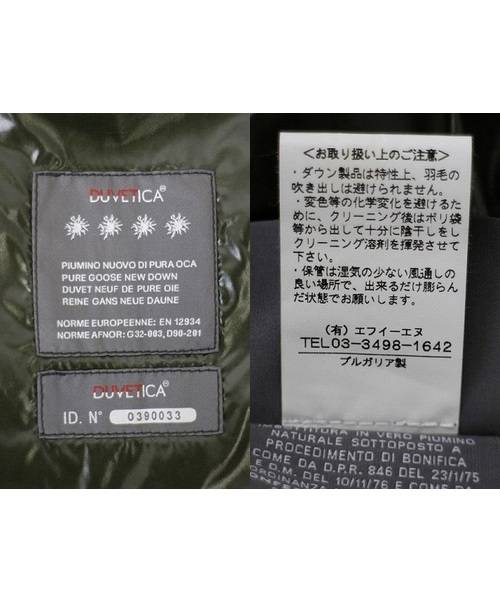 DUVETICA®
PIUMINO NUOVO DI PURA OCA
PURE GOOSE NEW DOWN
DUVET NEUF DE PURE OIE
REINE GANS NEUE DAUNE
NORME EUROPEENNE: EN 12934
NORME AFNOR: G32-003, D90-201
DUVETICA®
ID. N° 0390033
<お取り扱い上のご注意>
・ダウン製品は特性上、羽毛の
吹き出しは避けられません。
・変色等の化学変化を避けるた
めに、クリーニング後はポリ袋
等から出して十分に陰干しをし
クリーニング溶剤を揮発させて
下さい。
・保管は湿気の少ない風通しの
良い所で、出来るだけ膨らん
だ状態でお願いします。
(有) エフィーエヌ
TEL03-3498-1642
ブルガリア製
IN VERO PIUMINO
NATURALE SOTTOPOSTO A
PROCEDIMENTO DI BONIFICA
COME DA D.P.R. 846 DEL 23/1/75
E D.M. DEL 10/11/76 E COME DA